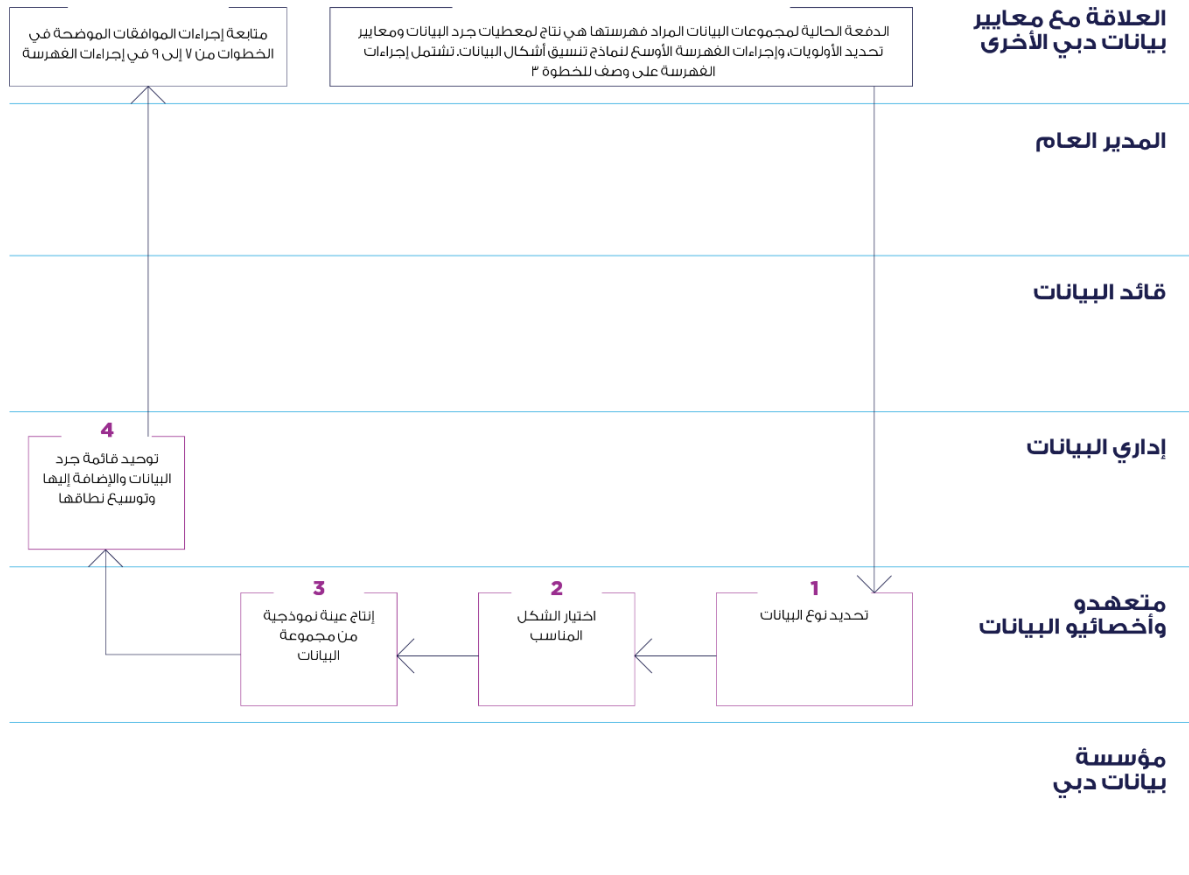 العلاقة مع معايير
بيانات دبي الأخرى
الدفعة الحالية لمجموعات البيانات المراد فهرستها هي نتاج لمعطيات جرد البيانات ومعايير
تحديد الأولويات، وإجراءات الفهرسة الأوسع لنماذج تنسيق أشكال البيانات. تشتمل إجراءات
الفهرسة على وصف للخطوة ٣
متابعة إجراءات الموافقات الموضحة في
الخطوات من ٧ إلى ٩ في إجراءات الفهرسة
المدير العام
قائد البيانات
إداري البيانات
4
توحيد قائمة جرد
البيانات والإضافة إليها
وتوسيع نطاقها
متعهدو
وأخصائيو البيانات
1
تحديد نوع البيانات
2
اختيار الشكل
المناسب
3
إنتاج عينة نموذجية
من مجموعة
البيانات
مؤسسة
بيانات دبي